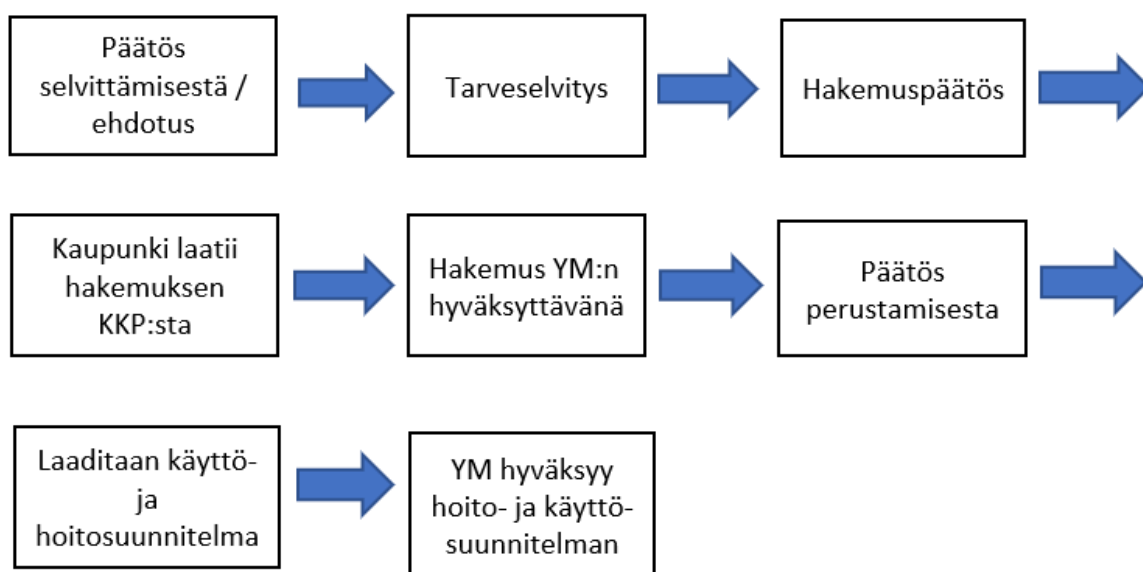 Päätös
selvittämisestä /
ehdotus
Tarveselvitys
Hakemuspäätös
Kaupunki laatii
hakemuksen
KKP:sta
Hakemus YM:n
hyväksyttävänä
Päätös
perustamisesta
Laaditaan käyttö-
ja
hoitosuunnitelma
YM hyväksyy
hoito- ja käyttö-
suunnitelman